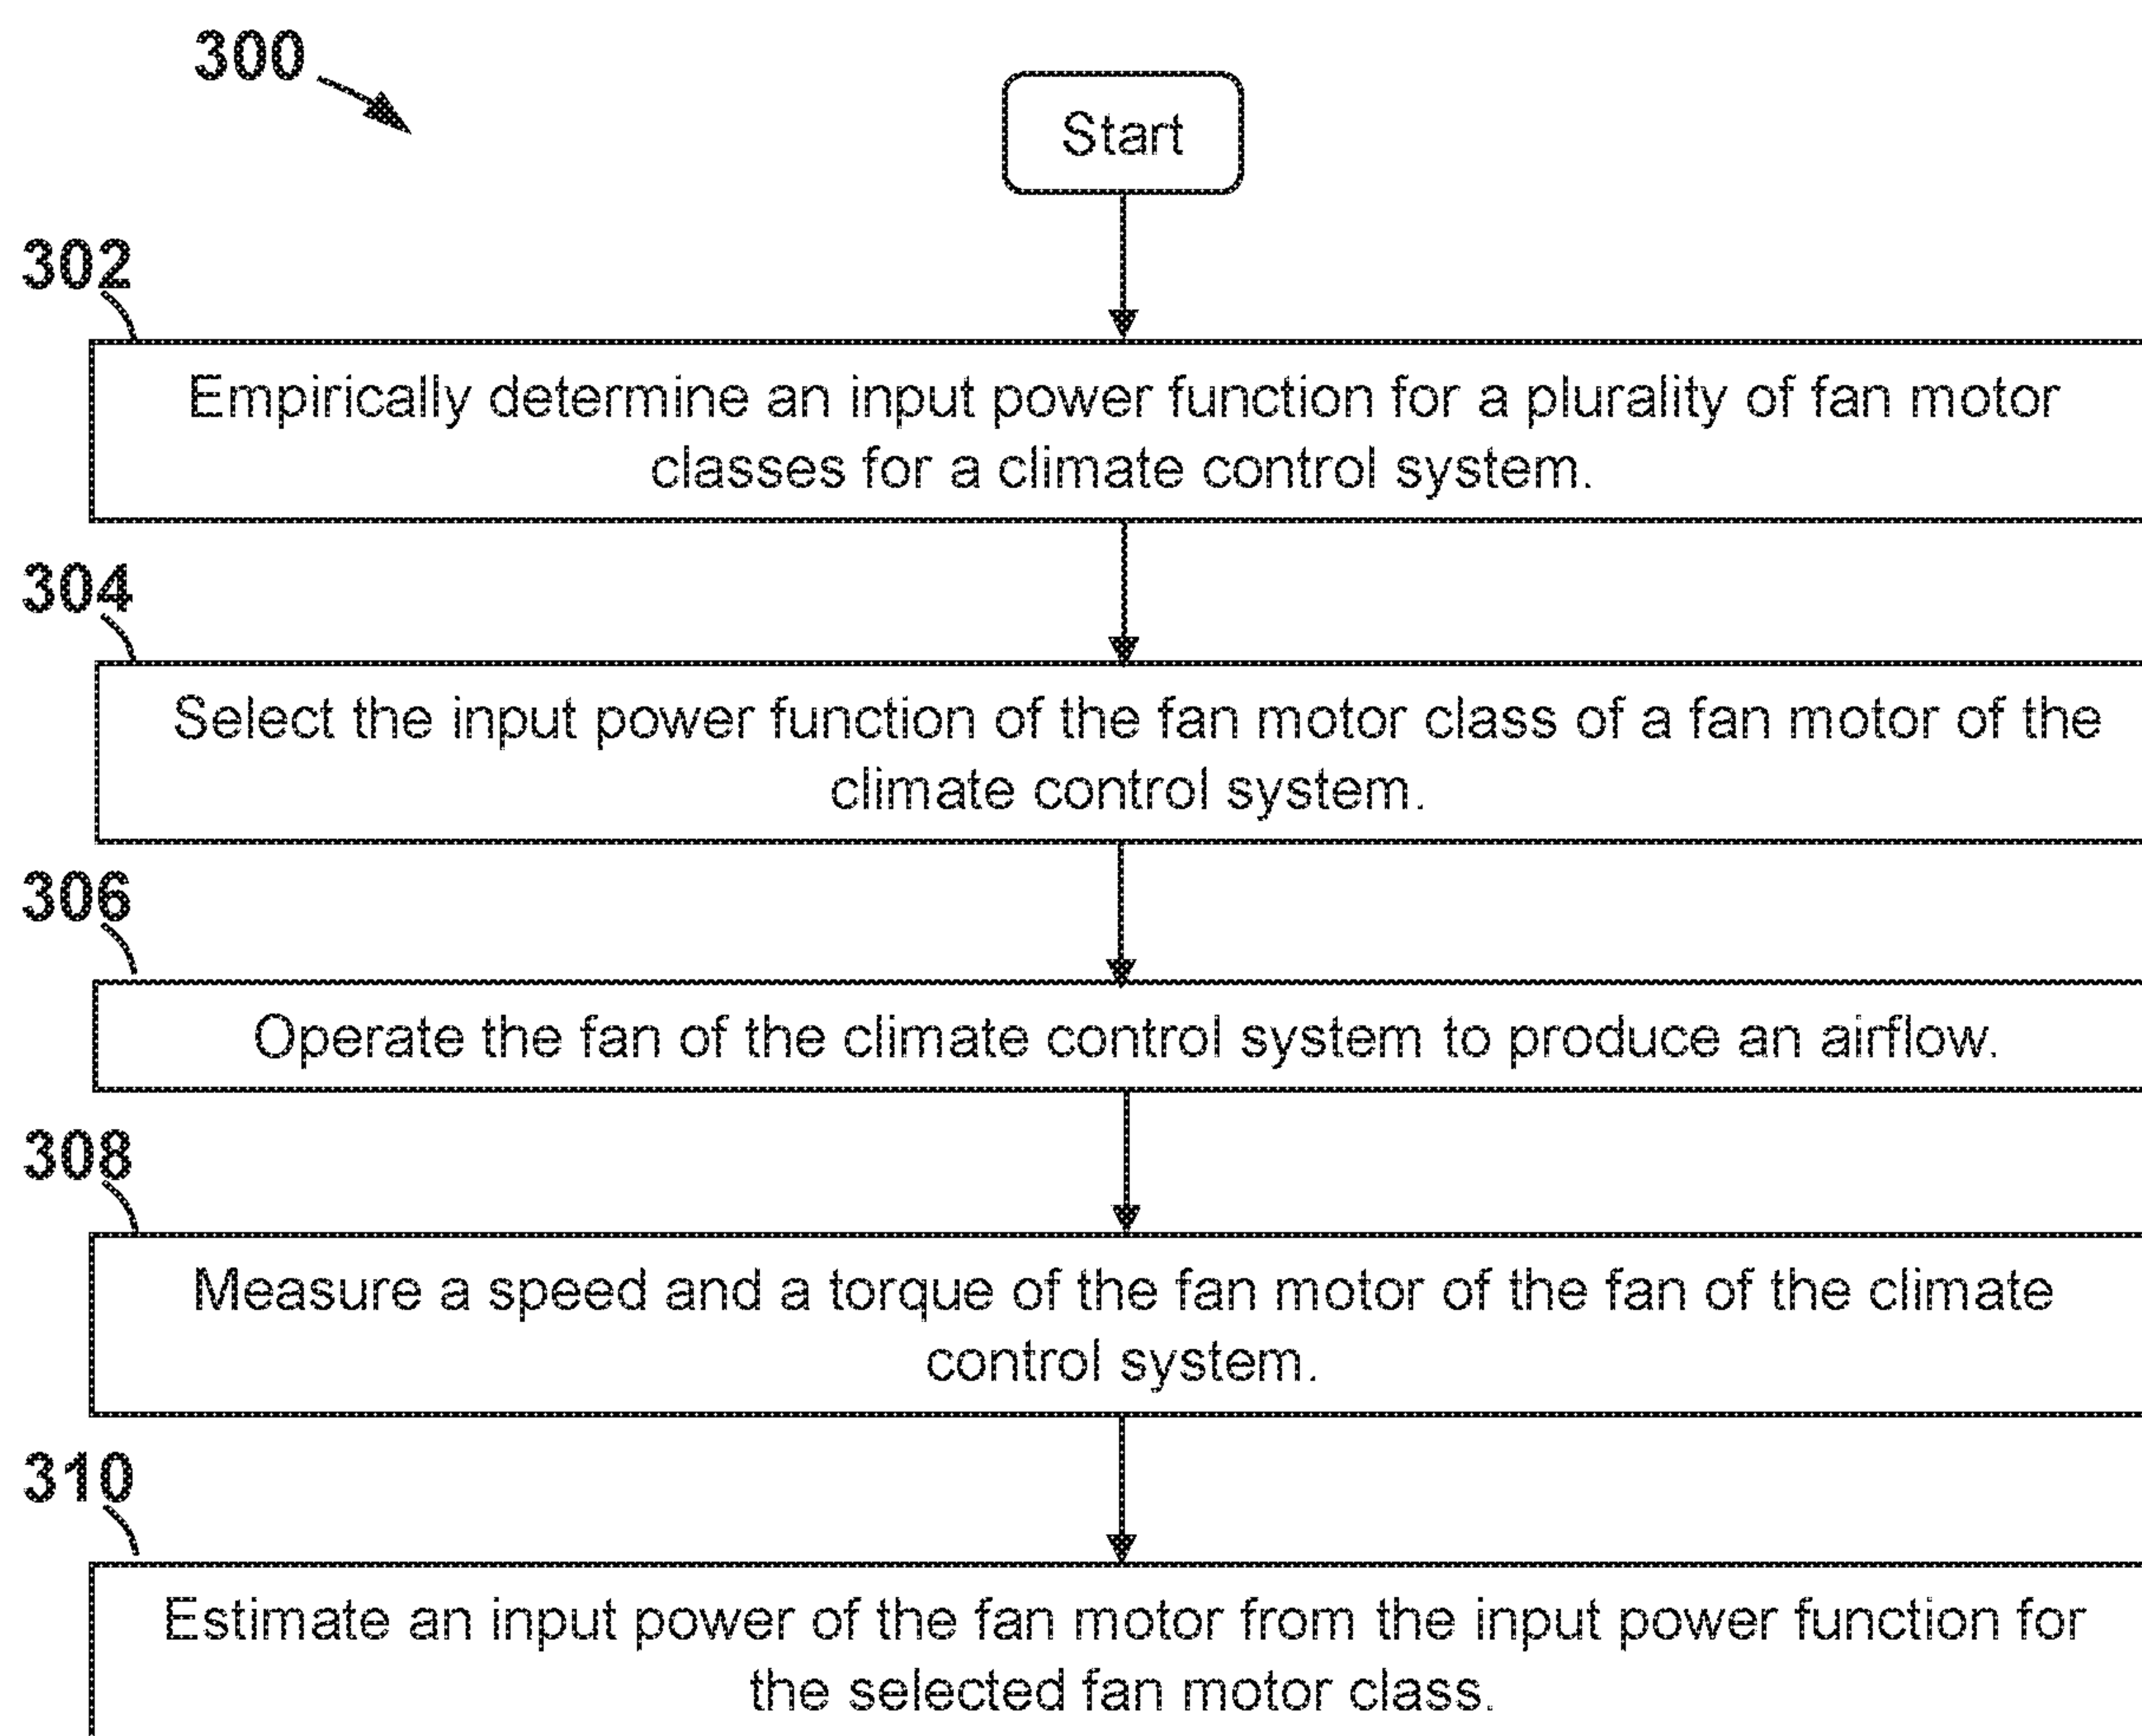 300
Start
302
Empirically determine an input power function for a plurality of fan motor
classes for a climate control system.
304
Select the input power function of the fan motor class of a fan motor of the
climate control system.
306
Operate the fan of the climate control system to produce an airflow.
308
Measure a speed and a torque of the fan motor of the fan of the climate
control system.
310
Estimate an input power of the fan motor from the input power function for
the selected fan motor class.